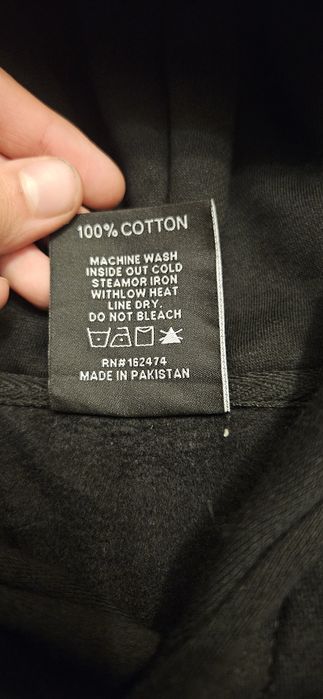 100% COTTON
MACHINE WASH
INSIDE OUT COLD
STEAMOR IRON
WITHLOW HEAT
LINE DRY.
DO NOT BLEACH
RN#162474
MADE IN PAKISTAN